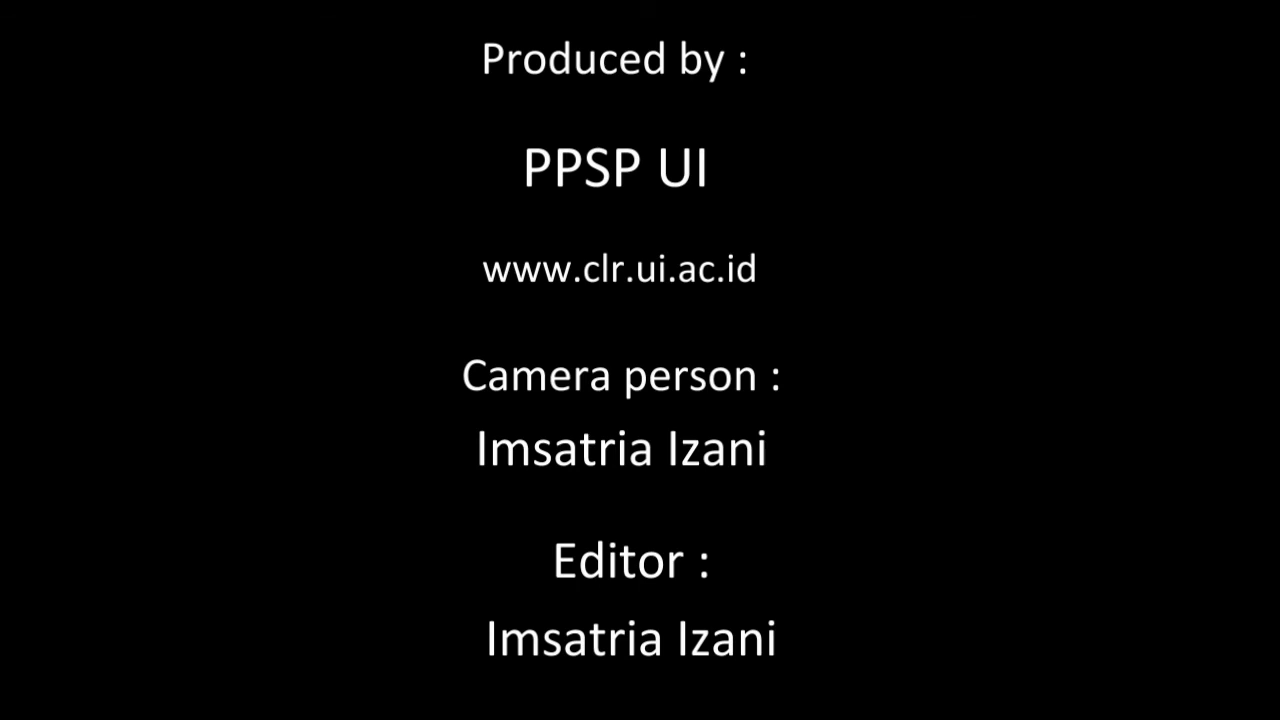 Produced by :
PPSP UI
www.clr.ui.ac.id
Camera person :
Imsatria Izani
Editor :
Imsatria Izani